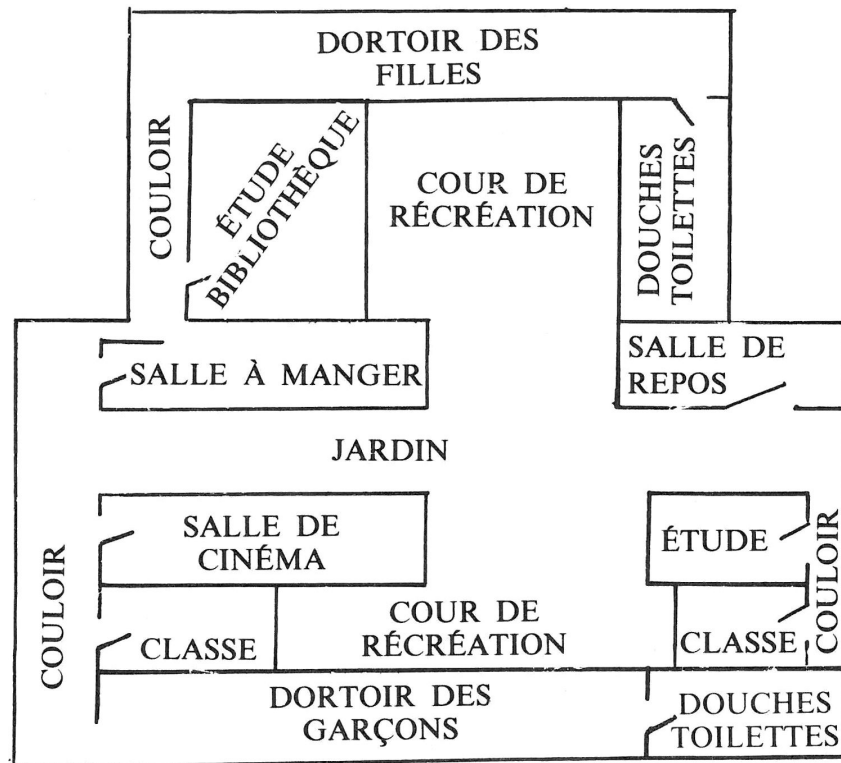 DORTOIR DES
FILLES
COULOIR
ÉTUDE
BIBLIOTHÈQUE
COUR DE
RÉCRÉATION
DOUCHES
TOILETTES
SALLE À MANGER
SALLE DE
REPOS
JARDIN
COULOIR
SALLE DE
CINÉMA
ÉTUDE
COULOIR
CLASSE
COUR DE
RÉCRÉATION
CLASSE
DORTOIR DES
GARÇONS
DOUCHES
TOILETTES